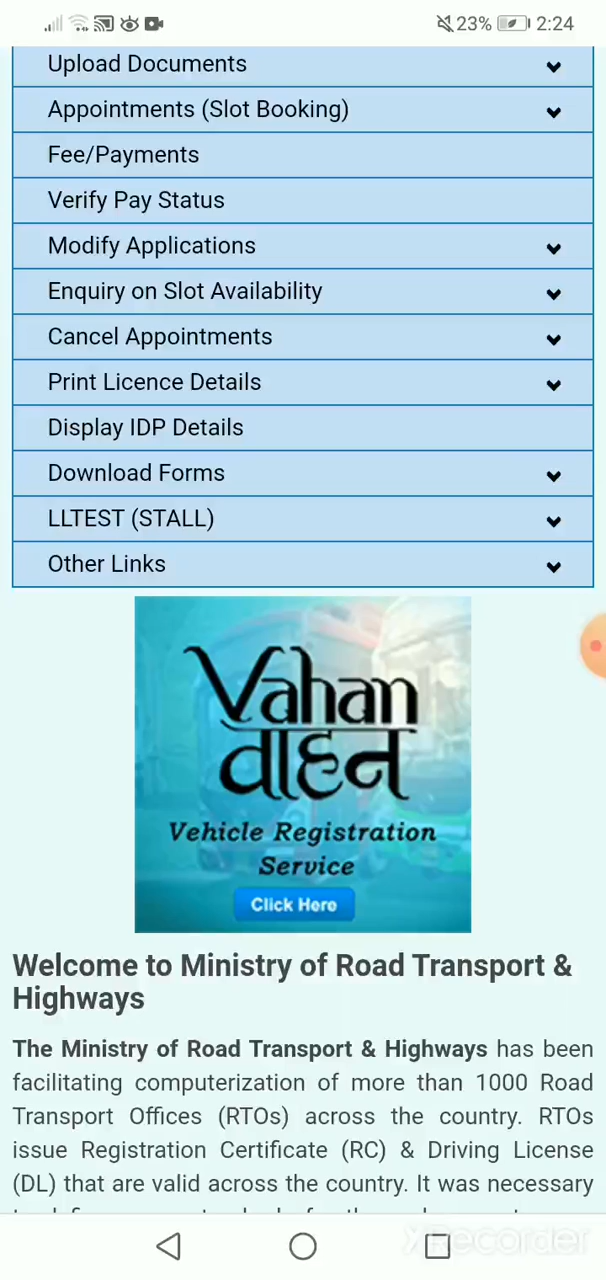 23% 2:24
Upload Documents
Appointments (Slot Booking)
Fee/Payments
Verify Pay Status
Modify Applications
Enquiry on Slot Availability
Cancel Appointments
Print Licence Details
Display IDP Details
Download Forms
LLTEST (STALL)
Other Links
Vahan
वाहन
Vehicle Registration
Service
Click Here
Welcome to Ministry of Road Transport &
Highways
The Ministry of Road Transport & Highways has been
facilitating computerization of more than 1000 Road
Transport Offices (RTOs) across the country. RTOs
issue Registration Certificate (RC) & Driving License
(DL) that are valid across the country. It was necessary
XRecorder